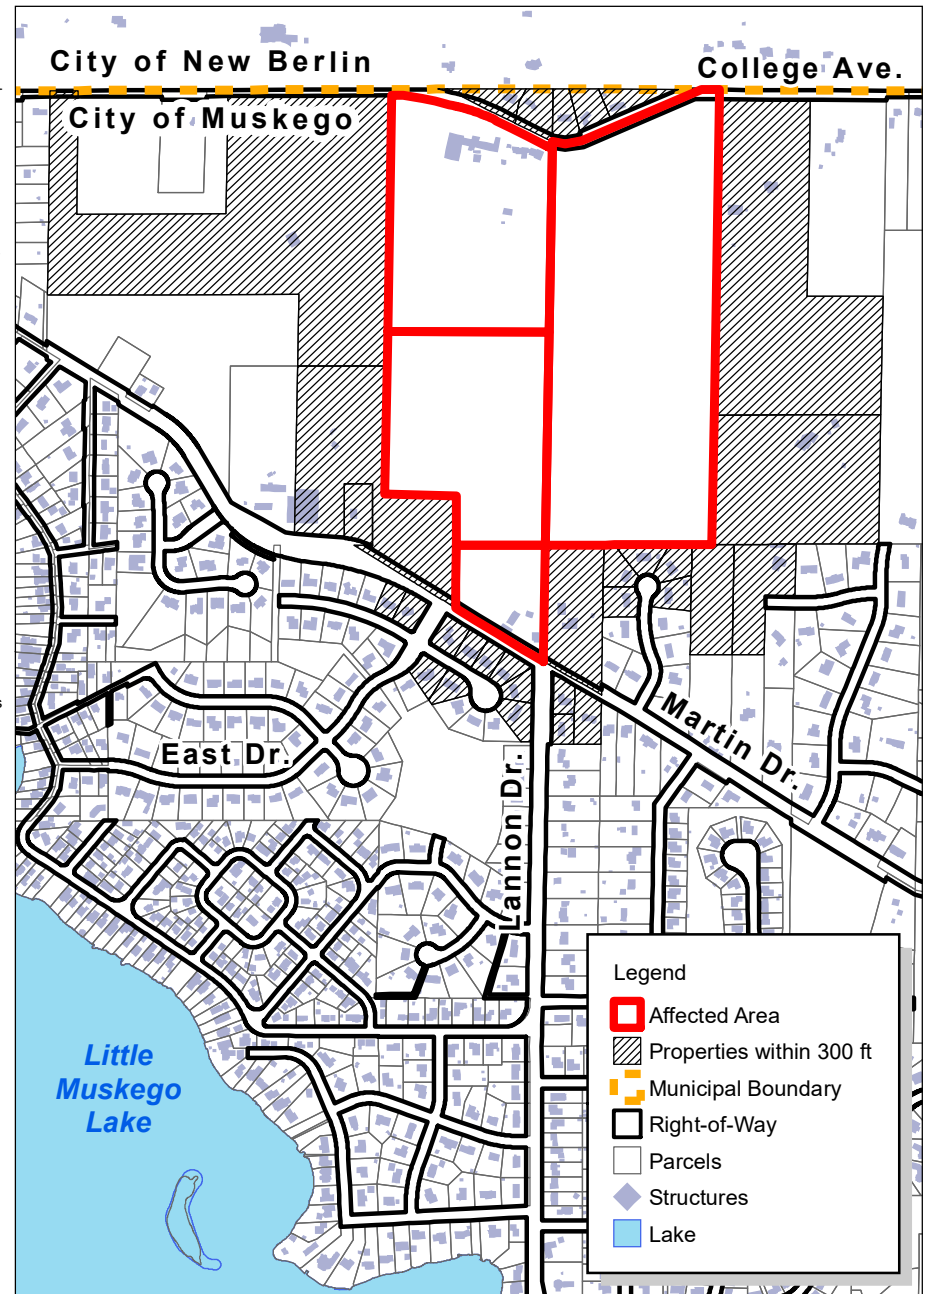 City of New Berlin
College Ave.
City of Muskego
s
East Dr.
Martin Dr.
Lannon Dr.
Little
Muskego
Lake
Legend
Affected Area
Properties within 300 ft
Municipal Boundary
Right-of-Way
Parcels
Structures
Lake